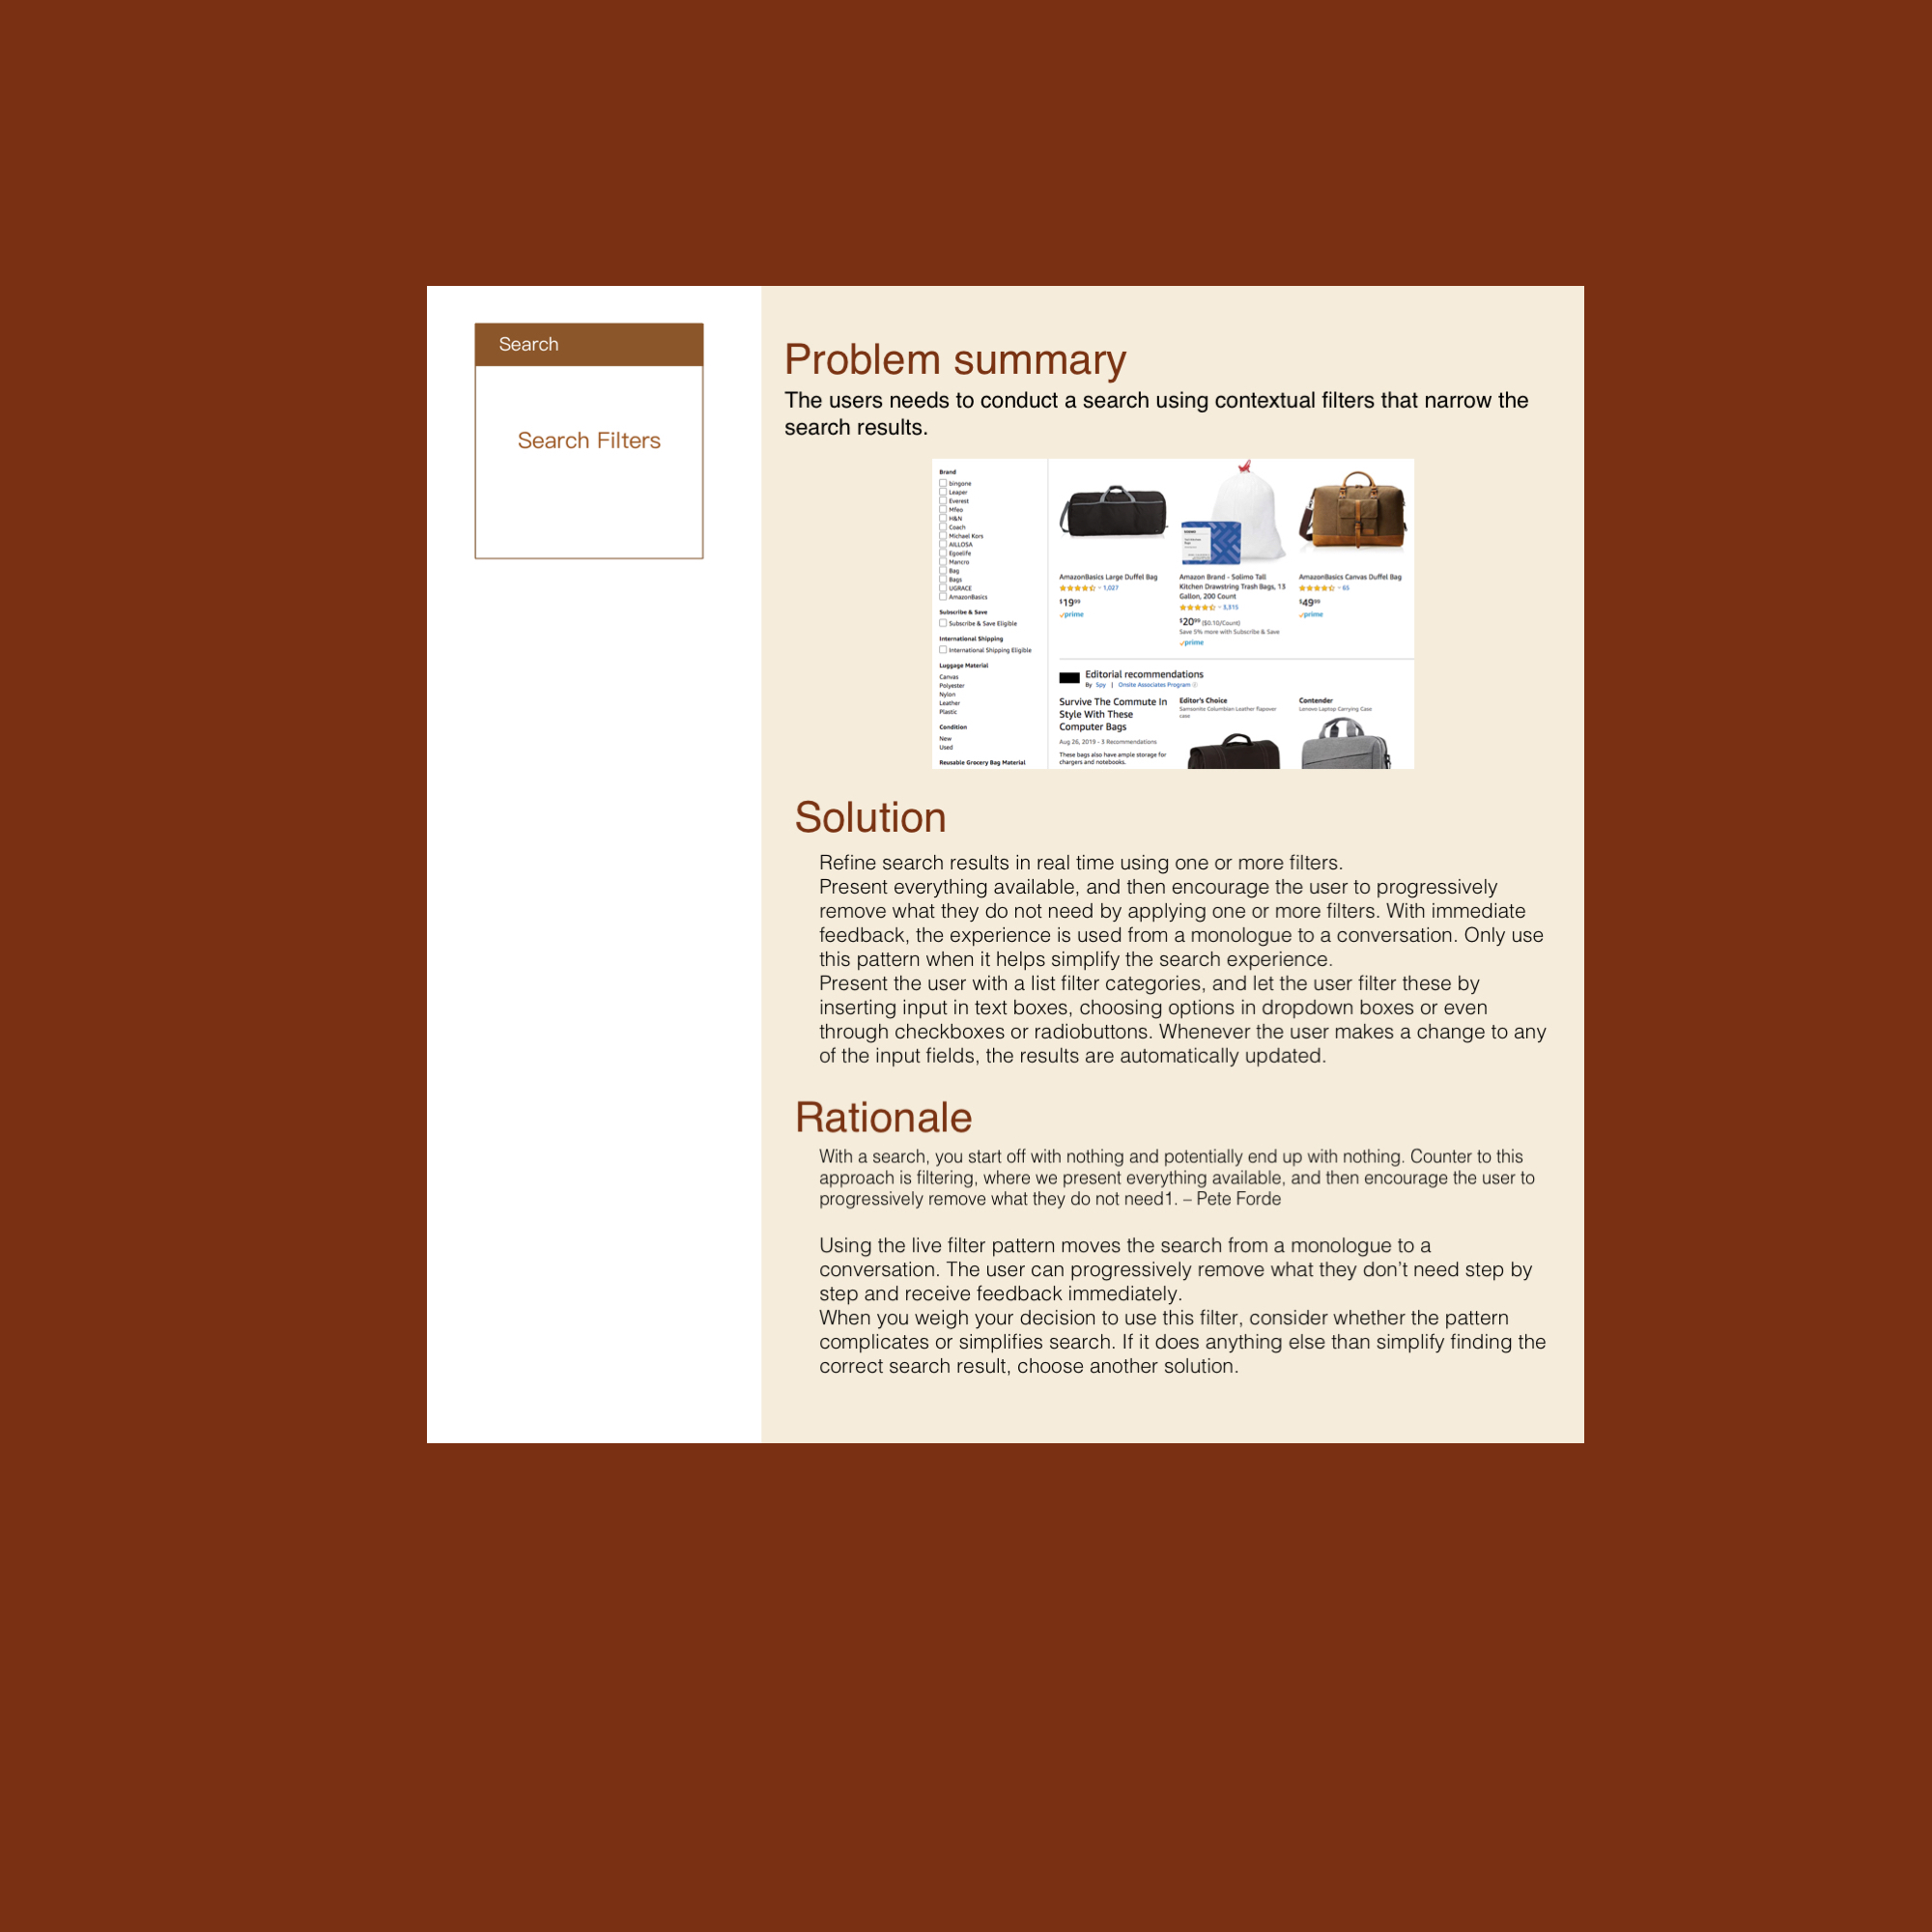 Search
Search Filters
Problem summary
The users needs to conduct a search using contextual filters that narrow the
search results.
Brand
bingone
Leaper
Everest
Mfeo
H&N
Coach
Michael Kors
AILLOSA
Egoelife
Mancro
Bag
Bags
UGRACE
AmazonBasics
Subscribe & Save
Subscribe & Save Eligible
International Shipping
International Shipping Eligible
Luggage Material
Canvas
Polyester
Nylon
Leather
Plastic
Condition
New
Used
Reusable Grocery Bag Material
AmazonBasics Large Duffel Bag
1,027
$1999
prime
Amazon Brand - Solimo Tall
Kitchen Drawstring Trash Bags, 13
Gallon, 200 Count
3,315
$2099 ($0.10/Count)
Save 5% more with Subscribe & Save
prime
AmazonBasics Canvas Duffel Bag
65
$4999
prime
Editorial recommendations
By Spy | Onsite Associates Program
Survive The Commute In
Style With These
Computer Bags
Aug 26, 2019 - 3 Recommendations
These bags also have ample storage for
chargers and notebooks.
Editor's Choice
Samsonite Columbian Leather flapover
case
Contender
Lenovo Laptop Carrying Case
Solution
Refine search results in real time using one or more filters.
Present everything available, and then encourage the user to progressively
remove what they do not need by applying one or more filters. With immediate
feedback, the experience is used from a monologue to a conversation. Only use
this pattern when it helps simplify the search experience.
Present the user with a list filter categories, and let the user filter these by
inserting input in text boxes, choosing options in dropdown boxes or even
through checkboxes or radiobuttons. Whenever the user makes a change to any
of the input fields, the results are automatically updated.
Rationale
With a search, you start off with nothing and potentially end up with nothing. Counter to this
approach is filtering, where we present everything available, and then encourage the user to
progressively remove what they do not need1. – Pete Forde
Using the live filter pattern moves the search from a monologue to a
conversation. The user can progressively remove what they don't need step by
step and receive feedback immediately.
When you weigh your decision to use this filter, consider whether the pattern
complicates or simplifies search. If it does anything else than simplify finding the
correct search result, choose another solution.